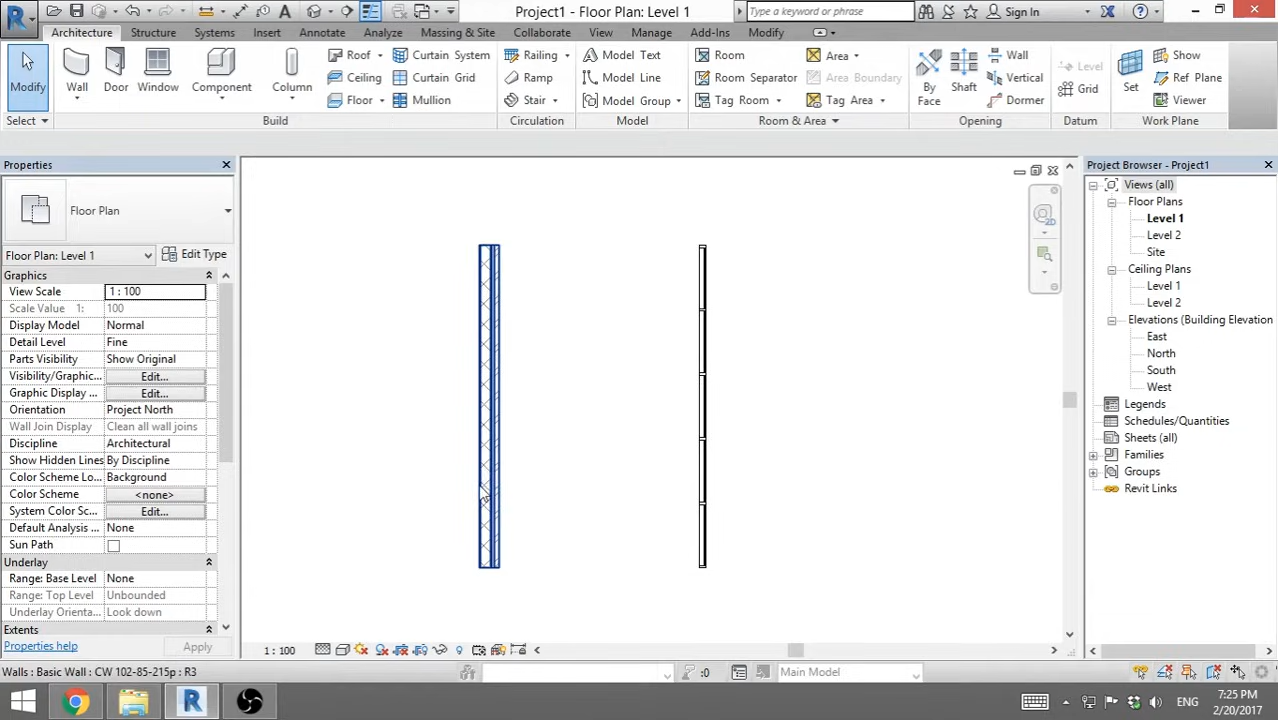 Project1 - Floor Plan: Level 1
Type a keyword or phrase
Sign In
Architecture Structure Systems Insert Annotate Analyze Massing & Site Collaborate View Manage Add-Ins Modify
Modify
Wall
Door
Window
Component
Column
Roof
Ceiling
Floor
Curtain System
Curtain Grid
Mullion
Railing
Ramp
Stair
Model Text
Model Line
Model Group
Room
Room Separator
Tag Room
Area
Area Boundary
Tag Area
By
Face
Shaft
Wall
Vertical
Dormer
Level
Grid
Set
Show
Ref Plane
Viewer
Select
Build
Circulation
Model
Room & Area
Opening
Datum
Work Plane
Properties
Floor Plan
Floor Plan: Level 1
Edit Type
Graphics
View Scale 1 : 100
Scale Value 1: 100
Display Model Normal
Detail Level Fine
Parts Visibility Show Original
Visibility/Graphic... Edit...
Graphic Display ... Edit...
Orientation Project North
Wall Join Display Clean all wall joins
Discipline Architectural
Show Hidden Lines By Discipline
Color Scheme Lo... Background
Color Scheme <none>
System Color Sc... Edit...
Default Analysis ... None
Sun Path
Underlay
Range: Base Level None
Range: Top Level Unbounded
Underlay Orienta... Look down
Extents
Properties help
Apply
2D
Project Browser - Project1
Views (all)
Floor Plans
Level 1
Level 2
Site
Ceiling Plans
Level 1
Level 2
Elevations (Building Elevation
East
North
South
West
Legends
Schedules/Quantities
Sheets (all)
Families
Groups
Revit Links
1 : 100
Walls : Basic Wall : CW 102-85-215p : R3
:0
Main Model
ENG
7:25 PM
2/20/2017